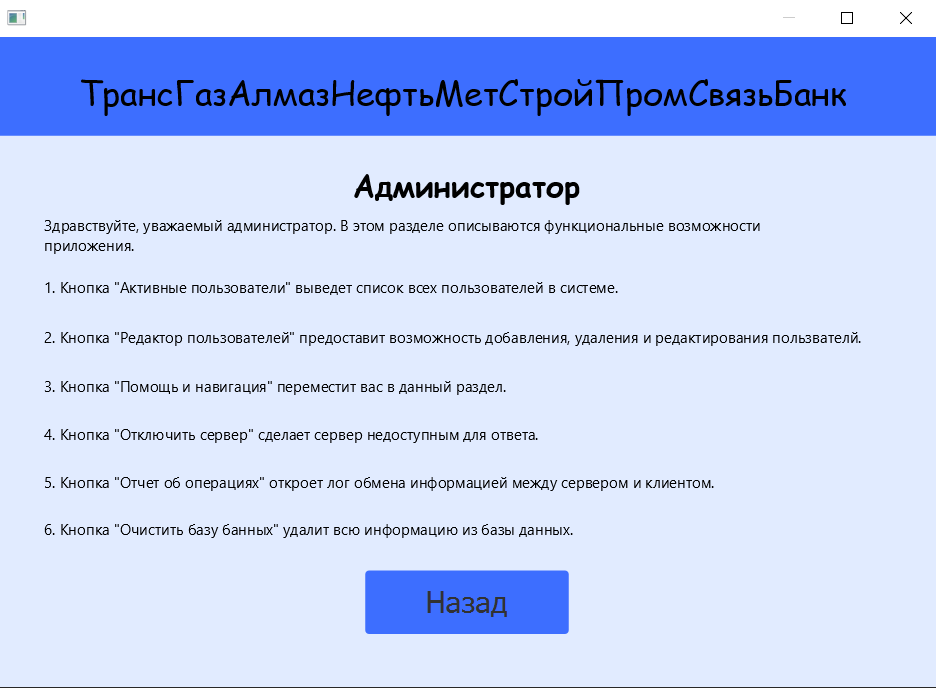 ТрансГазАлмазНефтьМетСтройПромСвязьБанк
Администратор
Здравствуйте, уважаемый администратор. В этом разделе описываются функциональные возможности
приложения.
1. Кнопка "Активные пользователи" выведет список всех пользователей в системе.
2. Кнопка "Редактор пользователей" предоставит возможность добавления, удаления и редактирования пользвателй.
3. Кнопка "Помощь и навигация" переместит вас в данный раздел.
4. Кнопка "Отключить сервер" сделает сервер недоступным для ответа.
5. Кнопка "Отчет об операциях" откроет лог обмена информацией между сервером и клиентом.
6. Кнопка "Очистить базу банных" удалит всю информацию из базы данных.
Назад